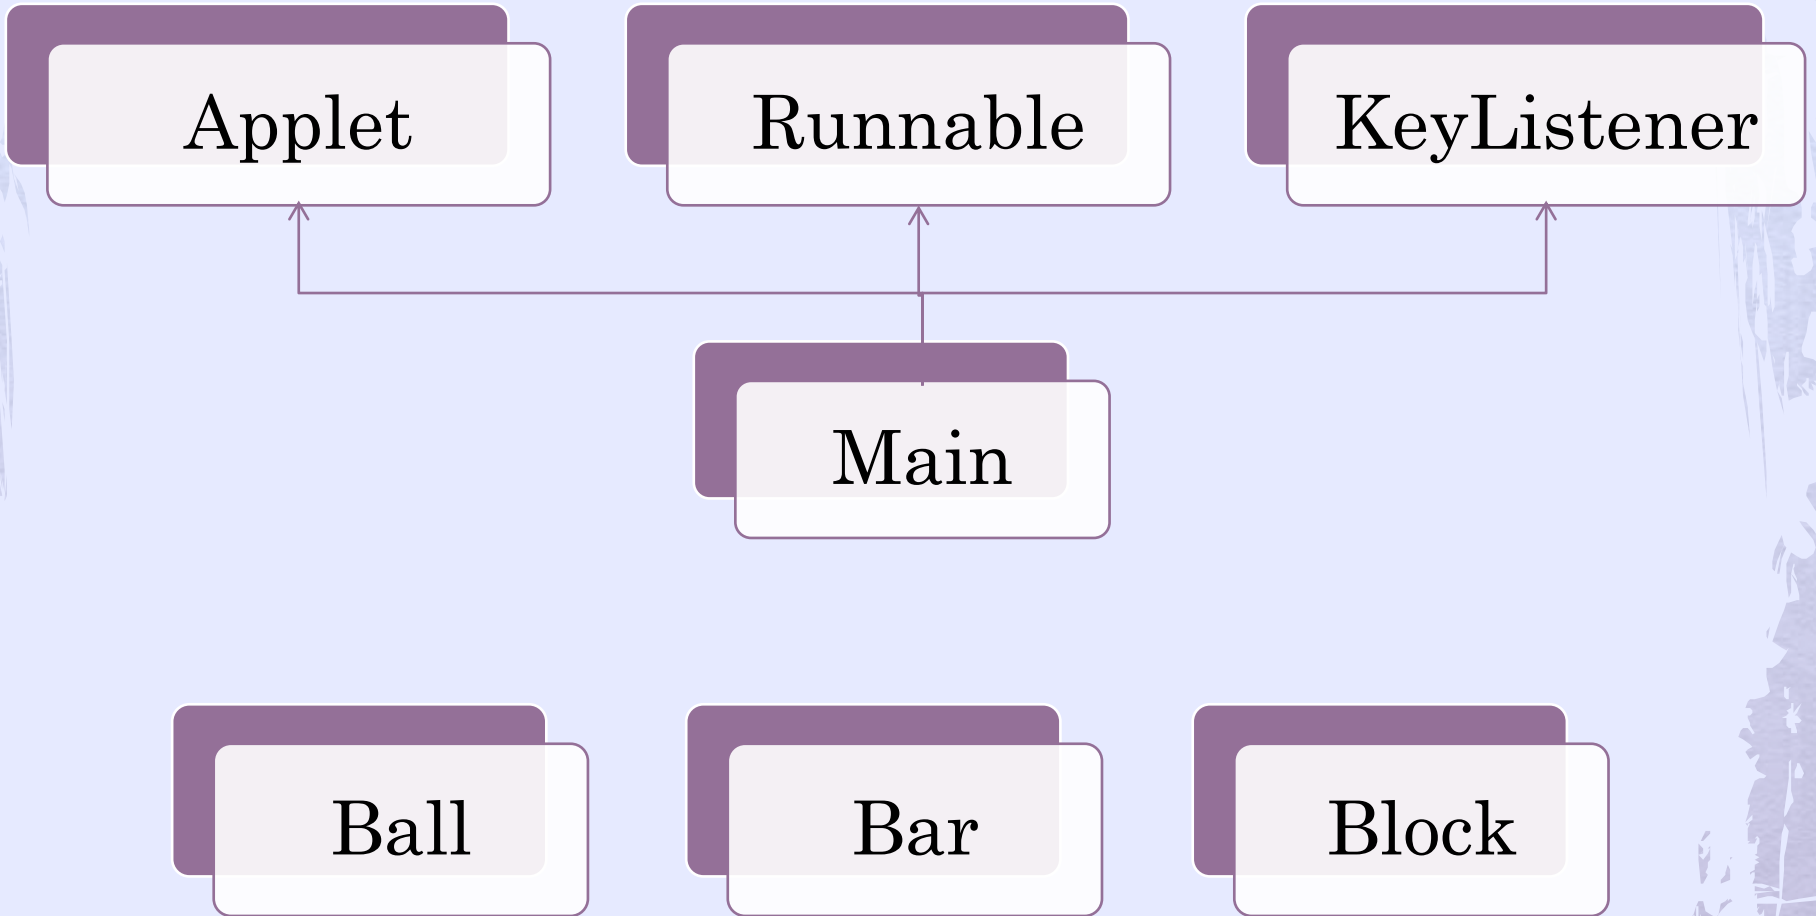 Applet
Runnable
KeyListener
Main
Ball
Bar
Block